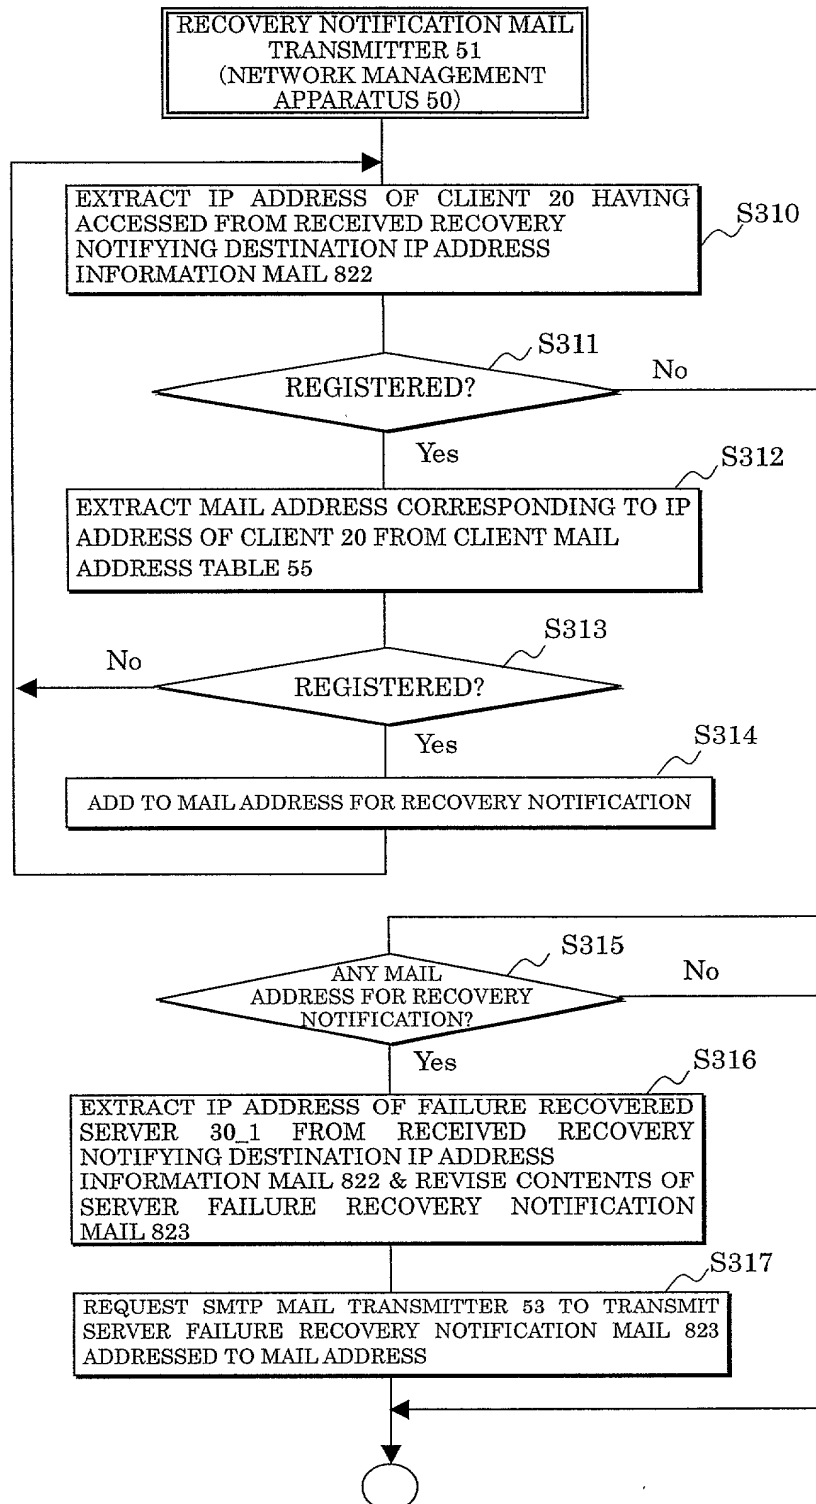 RECOVERY NOTIFICATION MAIL
TRANSMITTER 51
(NETWORK MANAGEMENT
APPARATUS 50)
EXTRACT IP ADDRESS OF CLIENT 20 HAVING
ACCESSED FROM RECEIVED RECOVERY
NOTIFYING DESTINATION IP ADDRESS
INFORMATION MAIL 822
S310
S311
REGISTERED?
No
Yes
S312
EXTRACT MAIL ADDRESS CORRESPONDING TO IP
ADDRESS OF CLIENT 20 FROM CLIENT MAIL
ADDRESS TABLE 55
S313
No
REGISTERED?
Yes
S314
ADD TO MAIL ADDRESS FOR RECOVERY NOTIFICATION
S315
ANY MAIL
ADDRESS FOR RECOVERY
NOTIFICATION?
No
Yes
S316
EXTRACT IP ADDRESS OF FAILURE RECOVERED
SERVER 30_1 FROM RECEIVED RECOVERY
NOTIFYING DESTINATION IP ADDRESS
INFORMATION MAIL 822 & REVISE CONTENTS OF
SERVER FAILURE RECOVERY NOTIFICATION
MAIL 823
S317
REQUEST SMTP MAIL TRANSMITTER 53 TO TRANSMIT
SERVER FAILURE RECOVERY NOTIFICATION MAIL 823
ADDRESSED TO MAIL ADDRESS